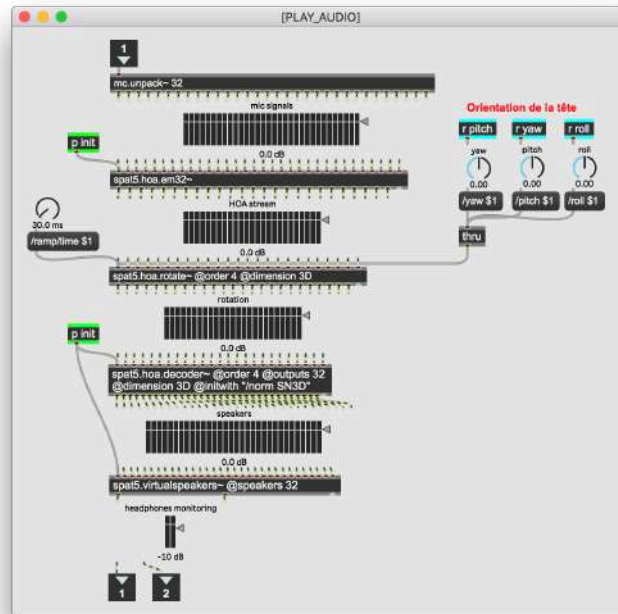 [PLAY_AUDIO]
1
mc.unpack~ 32
mic signals
0.0 dB
p init
spat5.hoa.em32~
HOA stream
0.0 dB
30.0 ms
/ramp/time $1
Orientation de la tête
r pitch r yaw r roll
yaw pitch roll
0.00 0.00 0.00
/yaw $1 /pitch $1 /roll $1
thru
spat5.hoa.rotate~ @order 4 @dimension 3D
rotation
0.0 dB
p init
spat5.hoa.decoder~ @order 4 @outputs 32
@dimension 3D @initwith "/norm SN3D"
speakers
0.0 dB
spat5.virtualspeakers~ @speakers 32
headphones monitoring
-10 dB
1 2